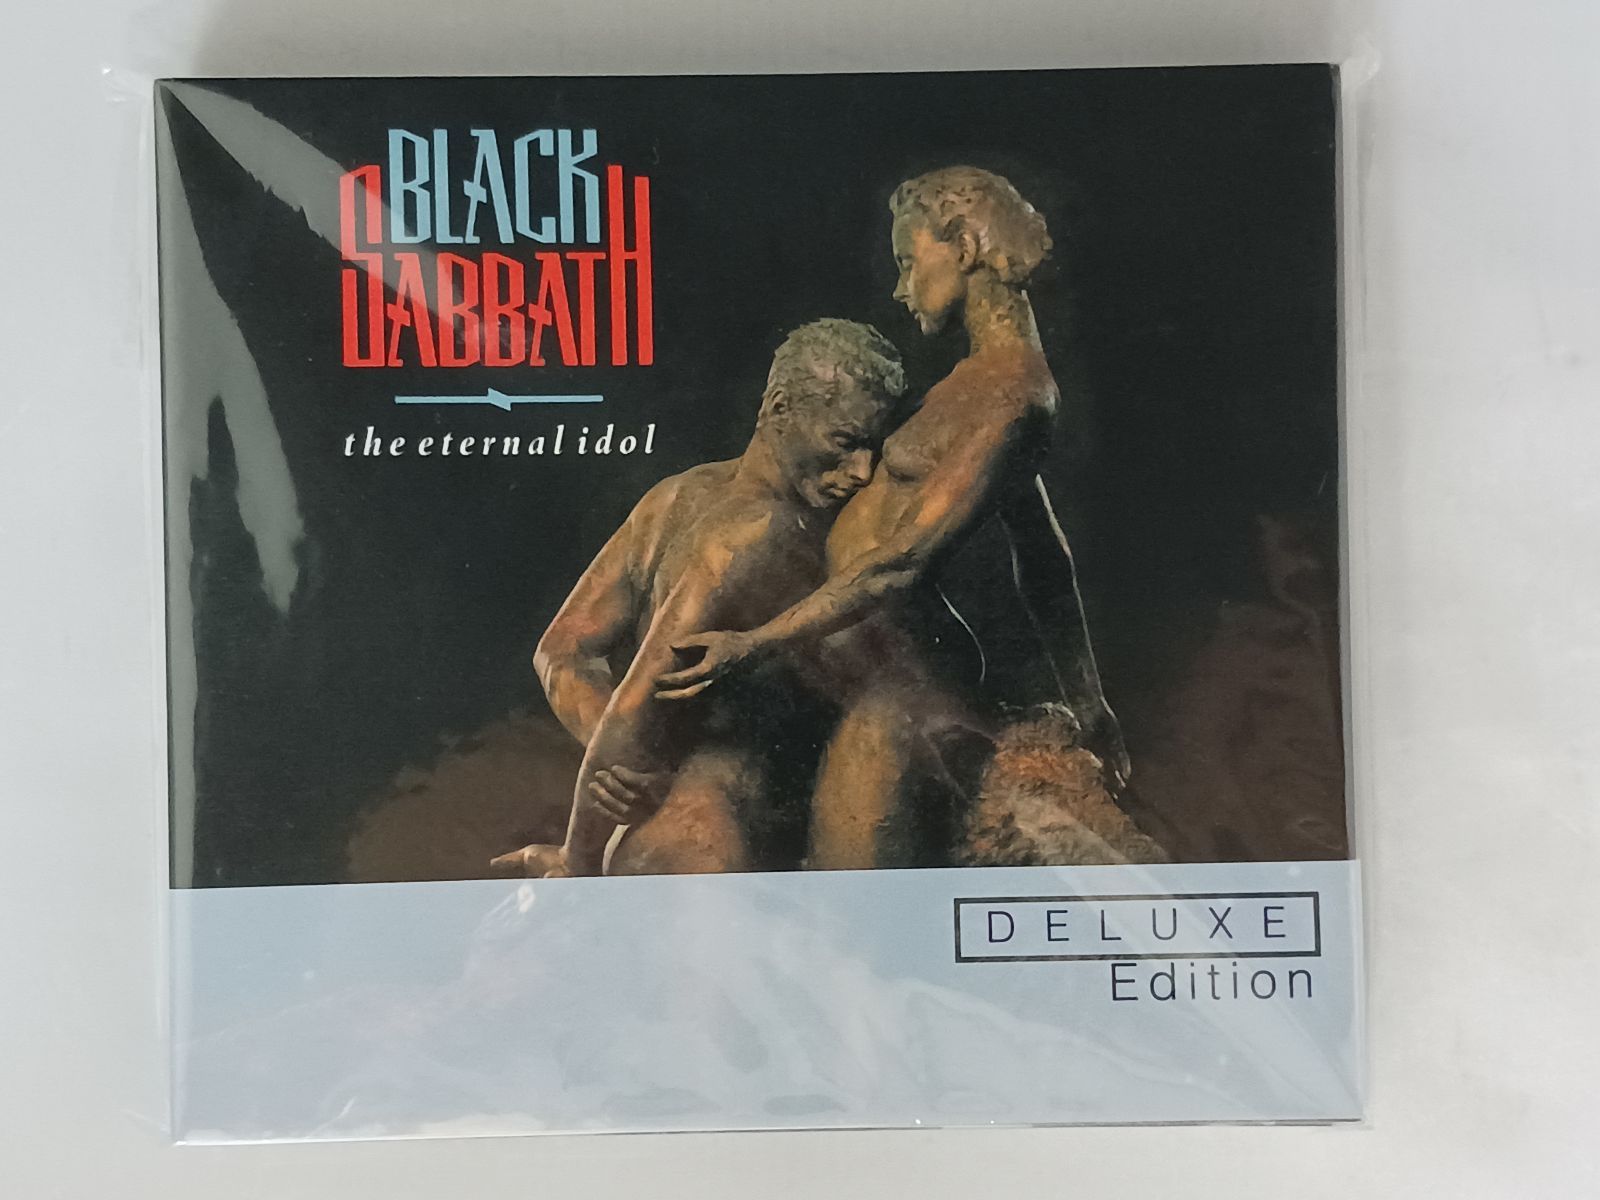 BLACK
SABBATH
the eternal idol
DELUXE
Edition